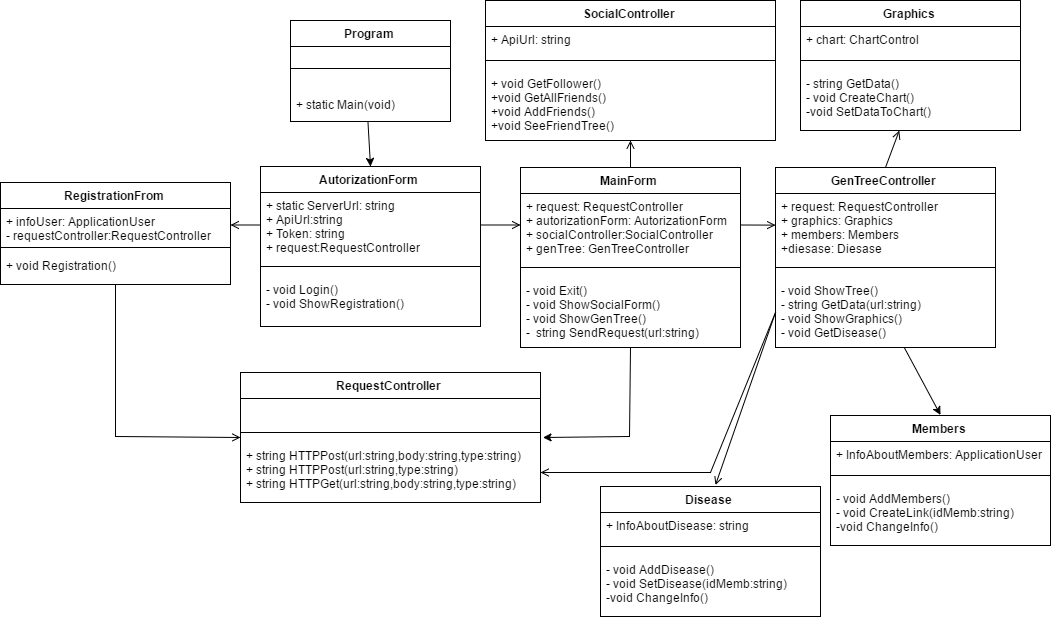 Program
+ static Main(void)
SocialController
+ ApiUrl: string
+ void GetFollower()
+void GetAllFriends()
+void AddFriends()
+void SeeFriendTree()
Graphics
+ chart: ChartControl
- string GetData()
- void CreateChart()
-void SetDataToChart()
RegistrationFrom
+ infoUser: ApplicationUser
- requestController:RequestController
+ void Registration()
AutorizationForm
+ static ServerUrl: string
+ ApiUrl:string
+ Token: string
+ request:RequestController
- void Login()
- void ShowRegistration()
MainForm
+ request: RequestController
+ autorizationForm: AutorizationForm
+ socialController:SocialController
+ genTree: GenTreeController
- void Exit()
- void ShowSocialForm()
- void ShowGenTree()
- string SendRequest(url:string)
GenTreeController
+ request: RequestController
+ graphics: Graphics
+ members: Members
+diesase: Diesase
- void ShowTree()
- string GetData(url:string)
- void ShowGraphics()
- void GetDisease()
RequestController
+ string HTTPPost(url:string,body:string,type:string)
+ string HTTPPost(url:string,type:string)
+ string HTTPGet(url:string,body:string,type:string)
Disease
+ InfoAboutDisease: string
- void AddDisease()
- void SetDisease(idMemb:string)
-void ChangeInfo()
Members
+ InfoAboutMembers: ApplicationUser
- void AddMembers()
- void CreateLink(idMemb:string)
-void ChangeInfo()